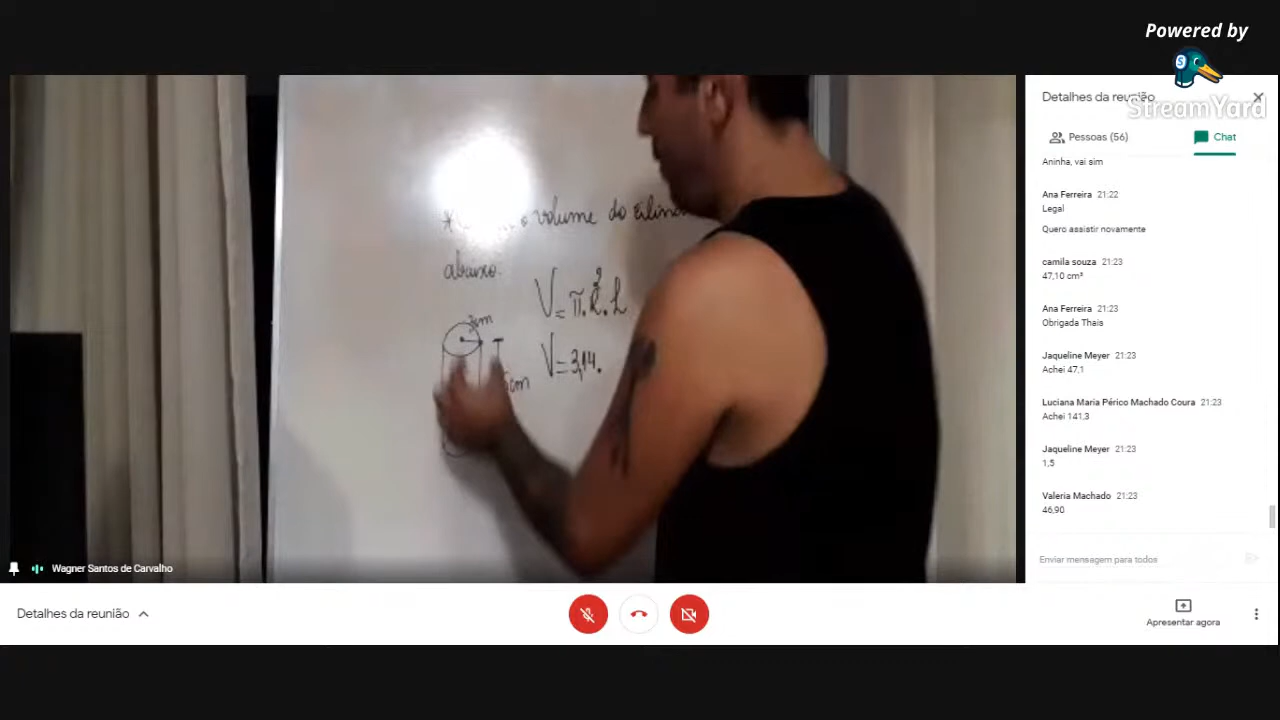 Powered by
StreamYard
Detalhes da reunião
Pessoas (56)
Chat
Aninha, vai sim
Ana Ferreira 21:22
Legal
Quero assistir novamente
camila souza 21:23
47,10 cm³
Ana Ferreira 21:23
Obrigada Thais
Jaqueline Meyer 21:23
Achei 47,1
Luciana Maria Périco Machado Coura 21:23
Achei 141,3
Jaqueline Meyer 21:23
1,5
Valeria Machado 21:23
46,90
Enviar mensagem para todos
volume do
abaixo.
V=3,14.
Wagner Santos de Carvalho
Detalhes da reunião
Apresentar agora